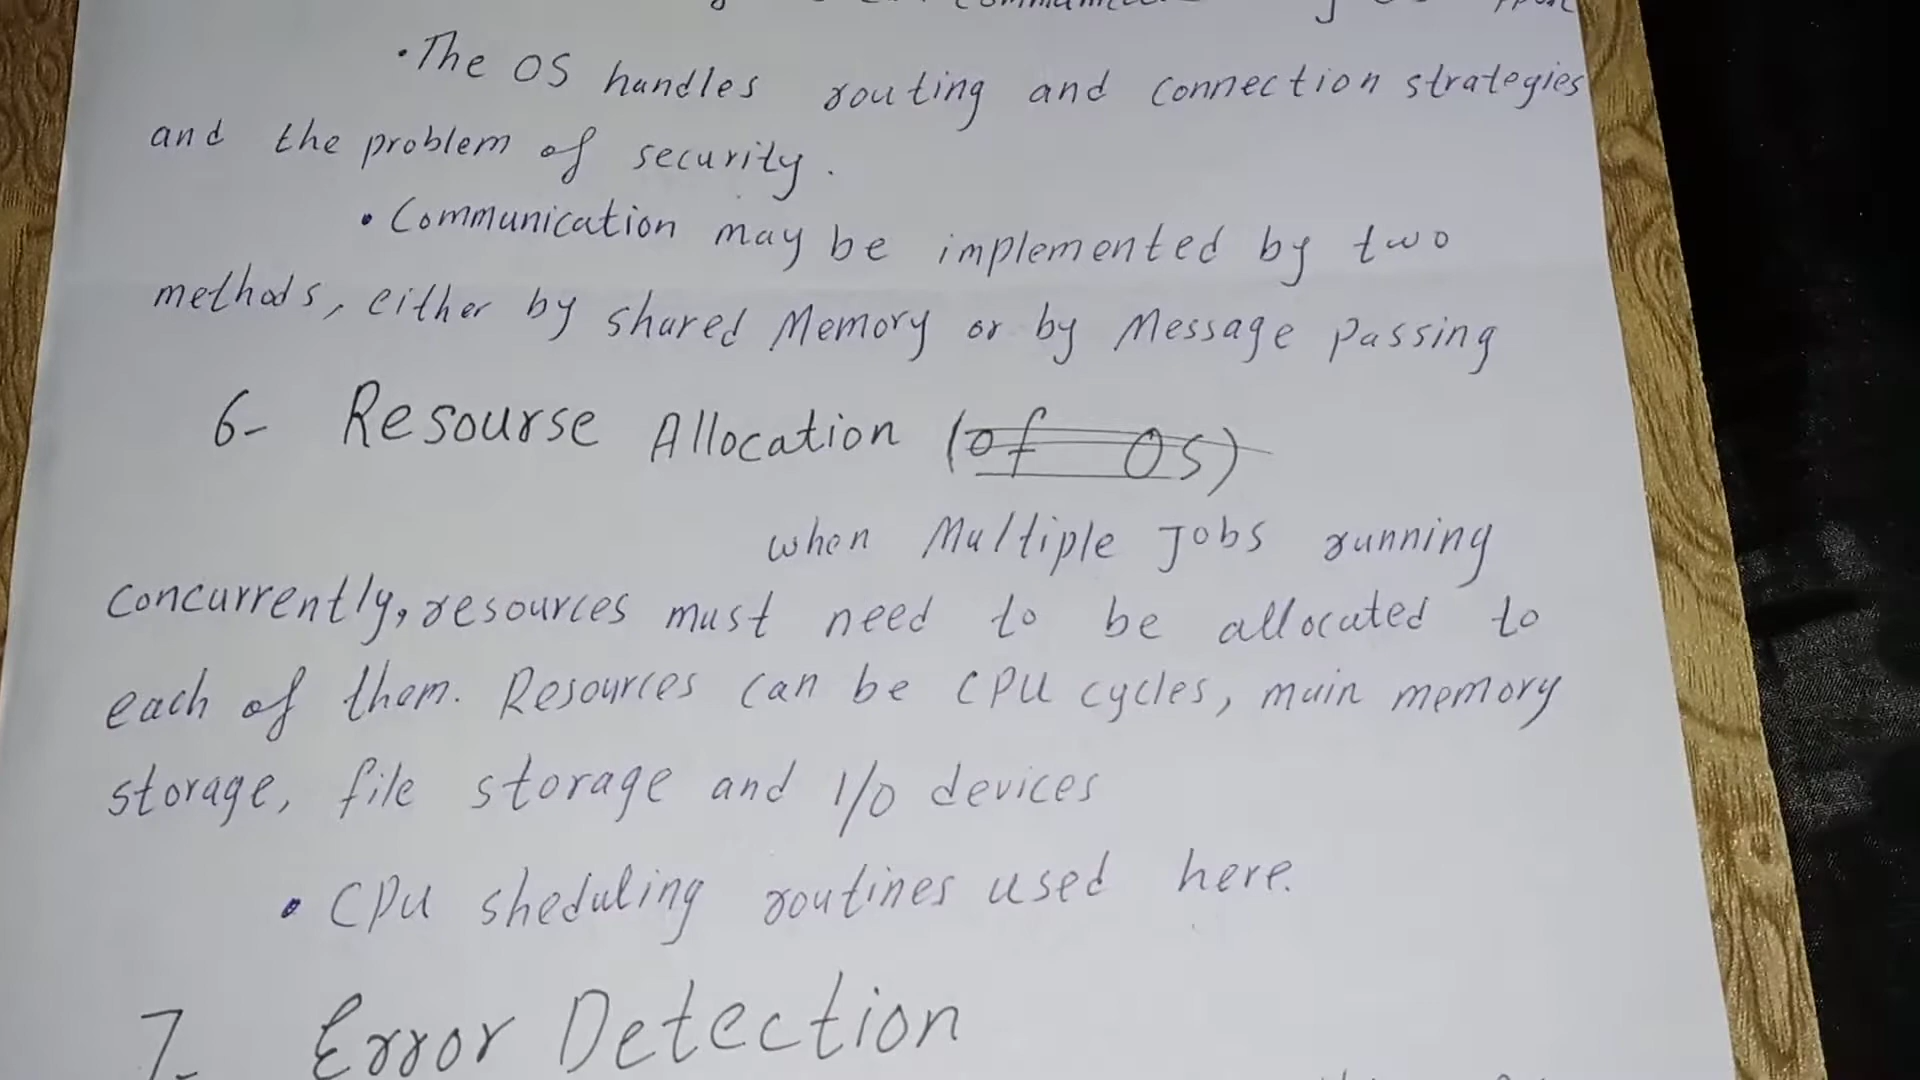 • The OS handles routing and connection strategies
and the problem of security.
• Communication may be implemented by two
methods, either by shared Memory or by Message Passing
6- Resourse Allocation (of OS)
when Multiple Jobs running
concurrently, resources must need to be allocated to
each of them. Resources can be CPU cycles, main memory
storage, file storage and I/O devices
• CPU sheduling routines used here.
7- Error Detection